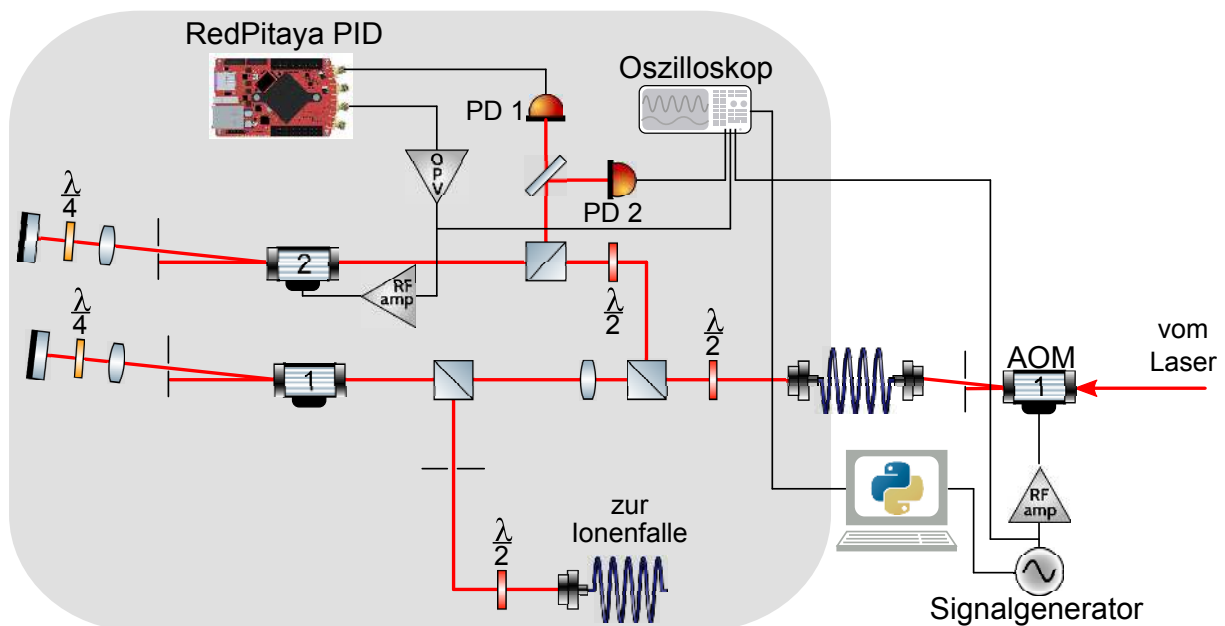 RedPitaya PID
Oszilloskop
PD 1
O
P
V
PD 2
λ
4
2
RF
amp
λ
2
λ
4
1
λ
2
AOM
1
vom
Laser
RF
amp
zur
Ionenfalle
λ
2
Signalgenerator